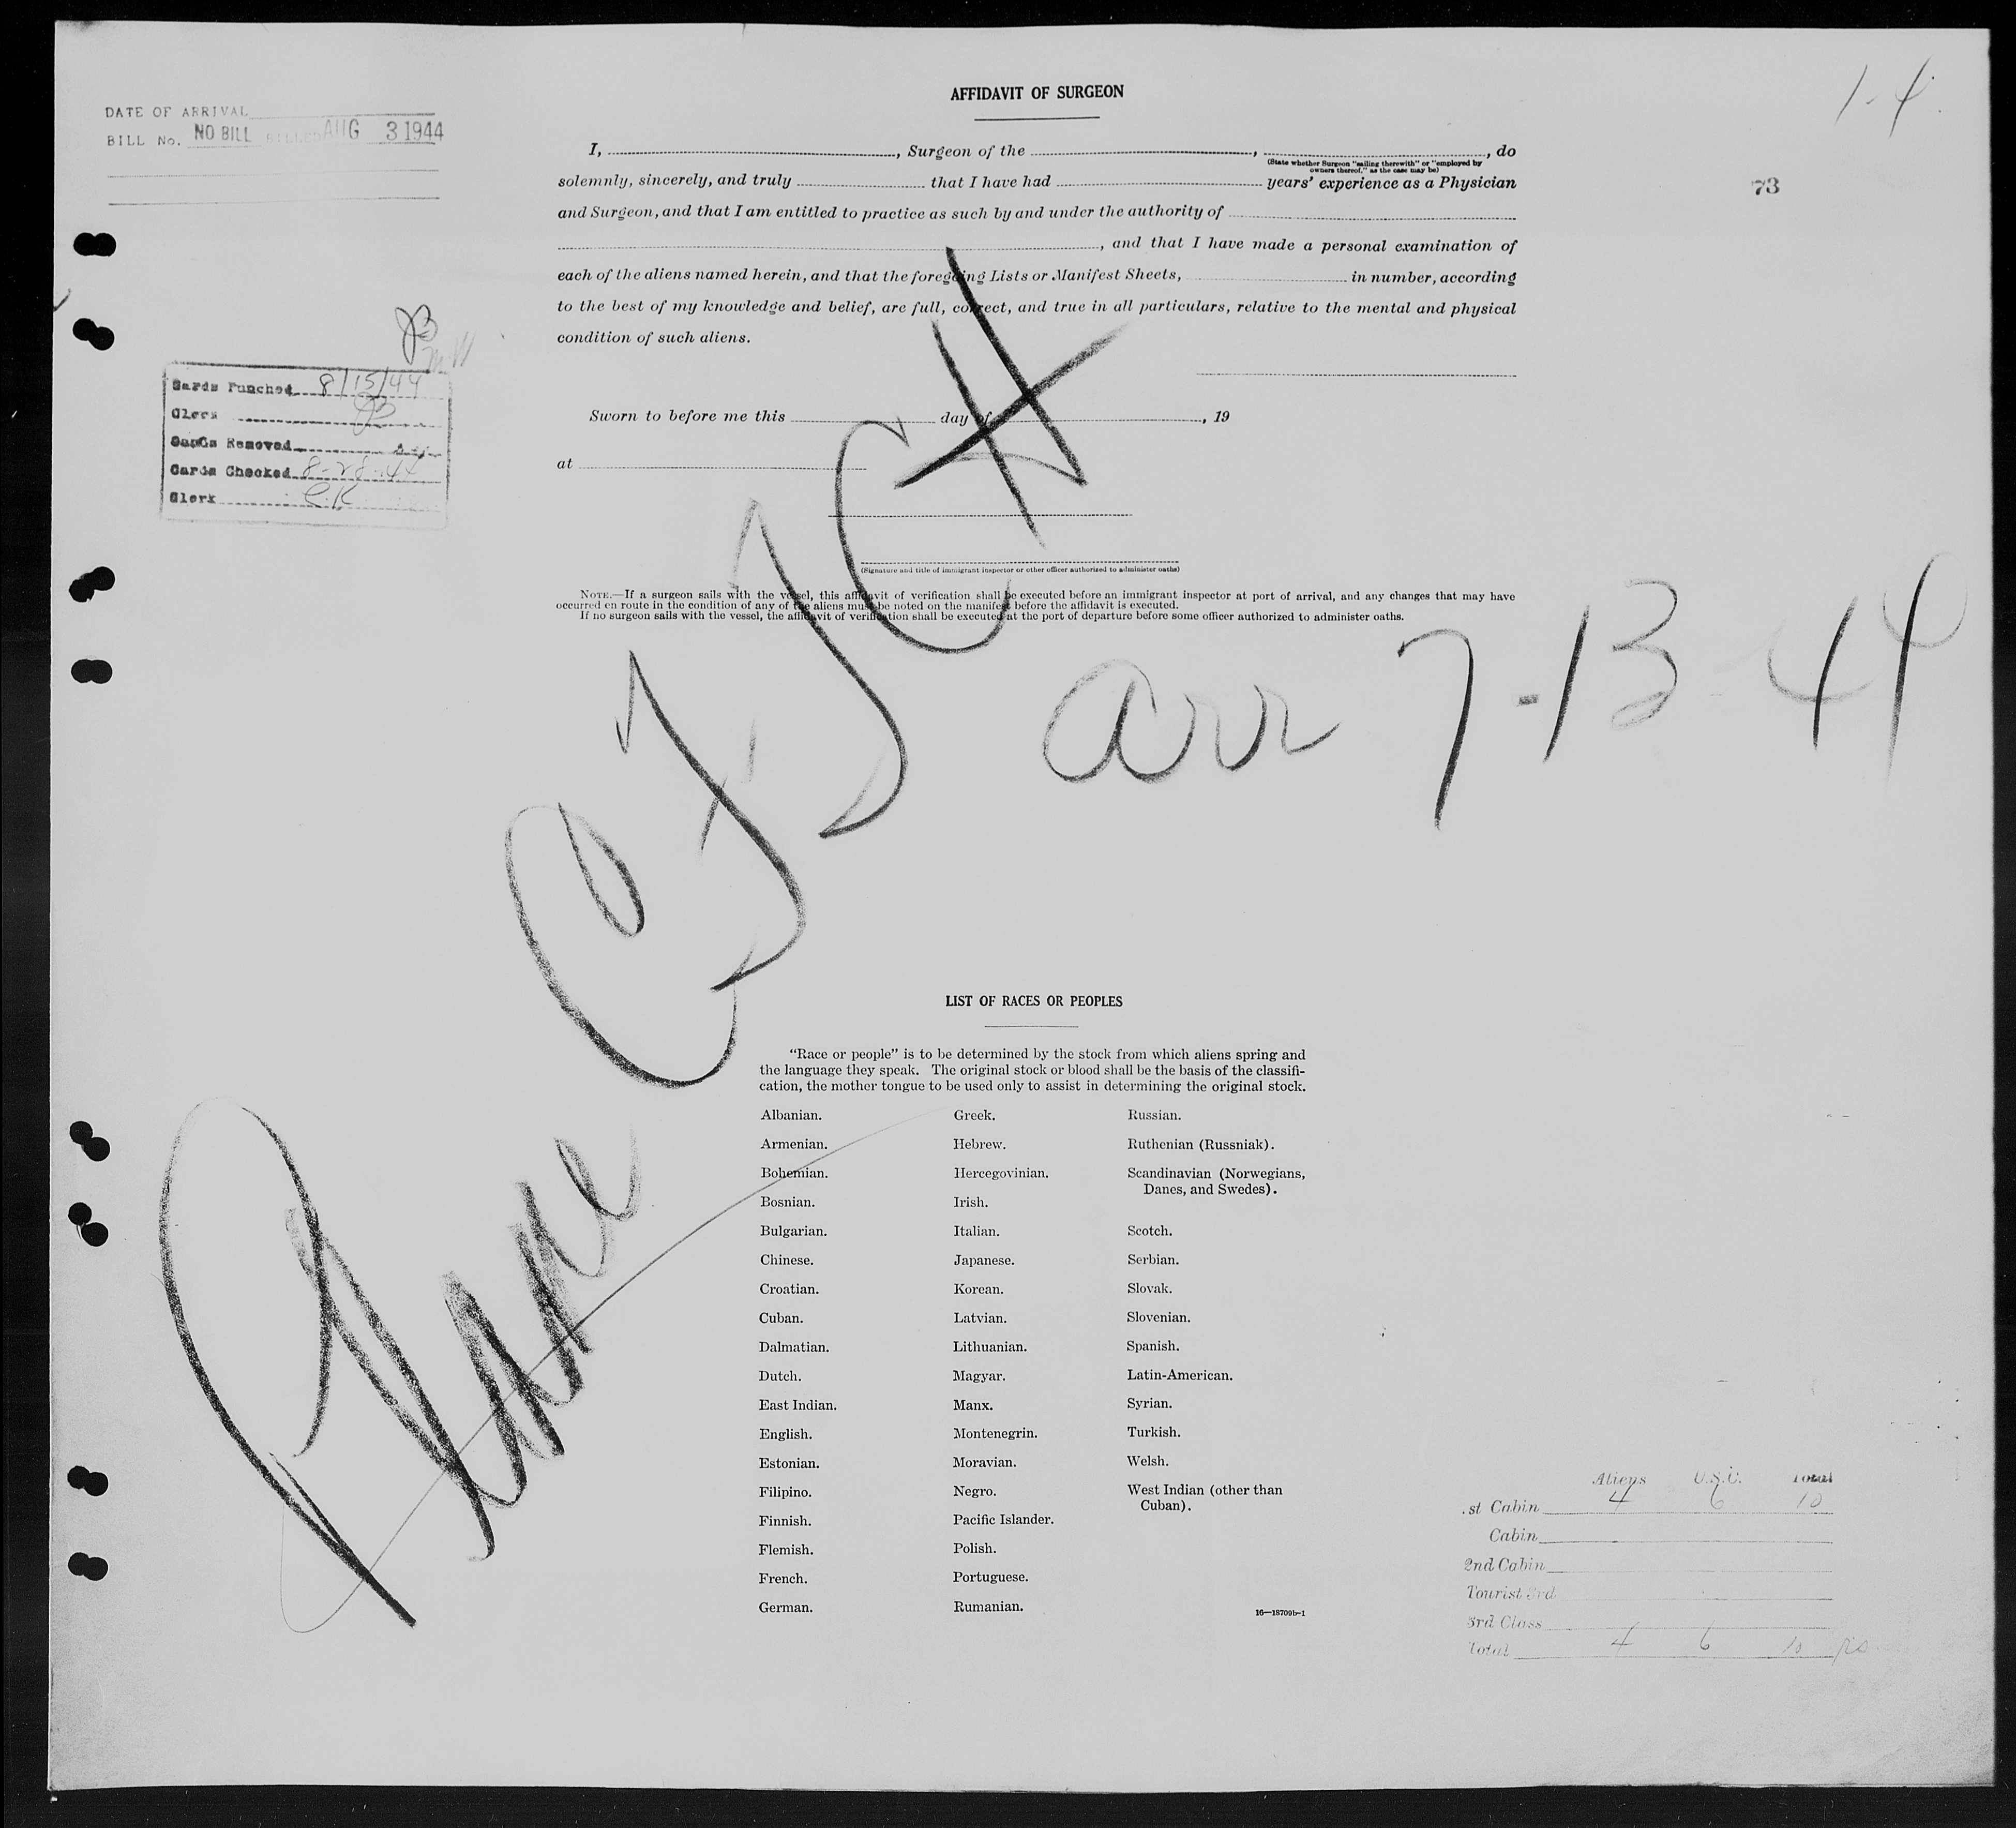 DATE OF ARRIVAL
BILL No. NO BILL BILLED AUG 3 1944
AFFIDAVIT OF SURGEON
1-4
73
I, , Surgeon of the , , do
(State whether Surgeon "sailing therewith" or "employed by
owners thereof," as the case may be)
solemnly, sincerely, and truly that I have had years' experience as a Physician
and Surgeon, and that I am entitled to practice as such by and under the authority of
, and that I have made a personal examination of
each of the aliens named herein, and that the foregoing Lists or Manifest Sheets, in number, according
to the best of my knowledge and belief, are full, correct, and true in all particulars, relative to the mental and physical
condition of such aliens.
Cards Punched 8/15/44
Clerk JB
Cards Removed
Cards Checked 8-28-44
Clerk CK
Sworn to before me this day of , 19
at
(Signature and title of immigrant inspector or other officer authorized to administer oaths)
NOTE.—If a surgeon sails with the vessel, this affidavit of verification shall be executed before an immigrant inspector at port of arrival, and any changes that may have
occurred en route in the condition of any of the aliens must be noted on the manifest before the affidavit is executed.
If no surgeon sails with the vessel, the affidavit of verification shall be executed at the port of departure before some officer authorized to administer oaths.
arr 7-13-44
Plane
LIST OF RACES OR PEOPLES
"Race or people" is to be determined by the stock from which aliens spring and
the language they speak. The original stock or blood shall be the basis of the classifi-
cation, the mother tongue to be used only to assist in determining the original stock.
Albanian.
Armenian.
Bohemian.
Bosnian.
Bulgarian.
Chinese.
Croatian.
Cuban.
Dalmatian.
Dutch.
East Indian.
English.
Estonian.
Filipino.
Finnish.
Flemish.
French.
German.
Greek.
Hebrew.
Hercegovinian.
Irish.
Italian.
Japanese.
Korean.
Latvian.
Lithuanian.
Magyar.
Manx.
Montenegrin.
Moravian.
Negro.
Pacific Islander.
Polish.
Portuguese.
Rumanian.
Russian.
Ruthenian (Russniak).
Scandinavian (Norwegians,
Danes, and Swedes).
Scotch.
Serbian.
Slovak.
Slovenian.
Spanish.
Latin-American.
Syrian.
Turkish.
Welsh.
West Indian (other than
Cuban).
16—18709b-1
Aliens U.S.C. Total
st Cabin 4 6 10
Cabin
2nd Cabin
Tourist 3rd
3rd Class
Total 4 6 10